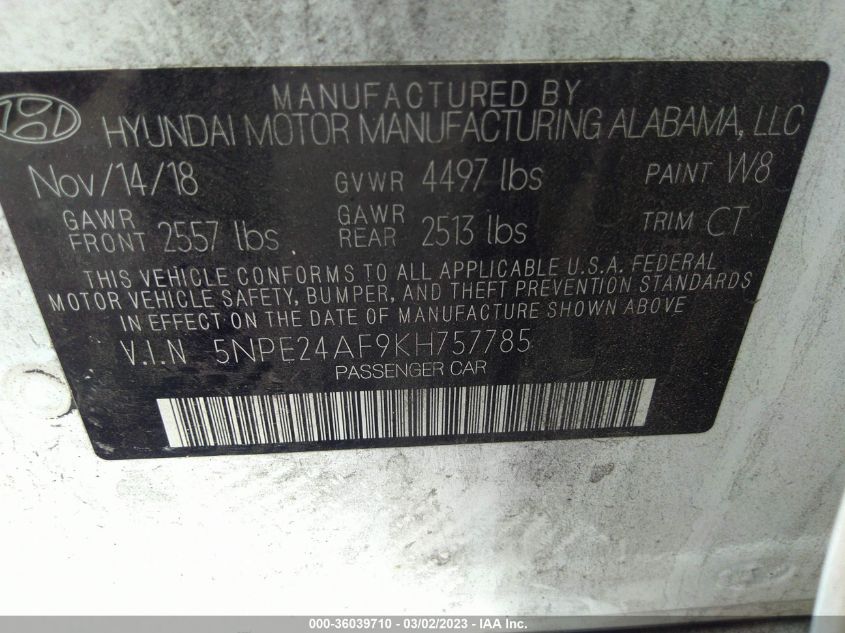 MANUFACTURED BY
HYUNDAI MOTOR MANUFACTURING ALABAMA, LLC
Nov/14/18 GVWR 4497 lbs PAINT W8
GAWR FRONT 2557 lbs GAWR REAR 2513 lbs TRIM CT
THIS VEHICLE CONFORMS TO ALL APPLICABLE U.S.A. FEDERAL
MOTOR VEHICLE SAFETY, BUMPER, AND THEFT PREVENTION STANDARDS
IN EFFECT ON THE DATE OF MANUFACTURE SHOWN ABOVE
V.I.N 5NPE24AF9KH757785
PASSENGER CAR
000-36039710 - 03/02/2023 - © IAA Inc.